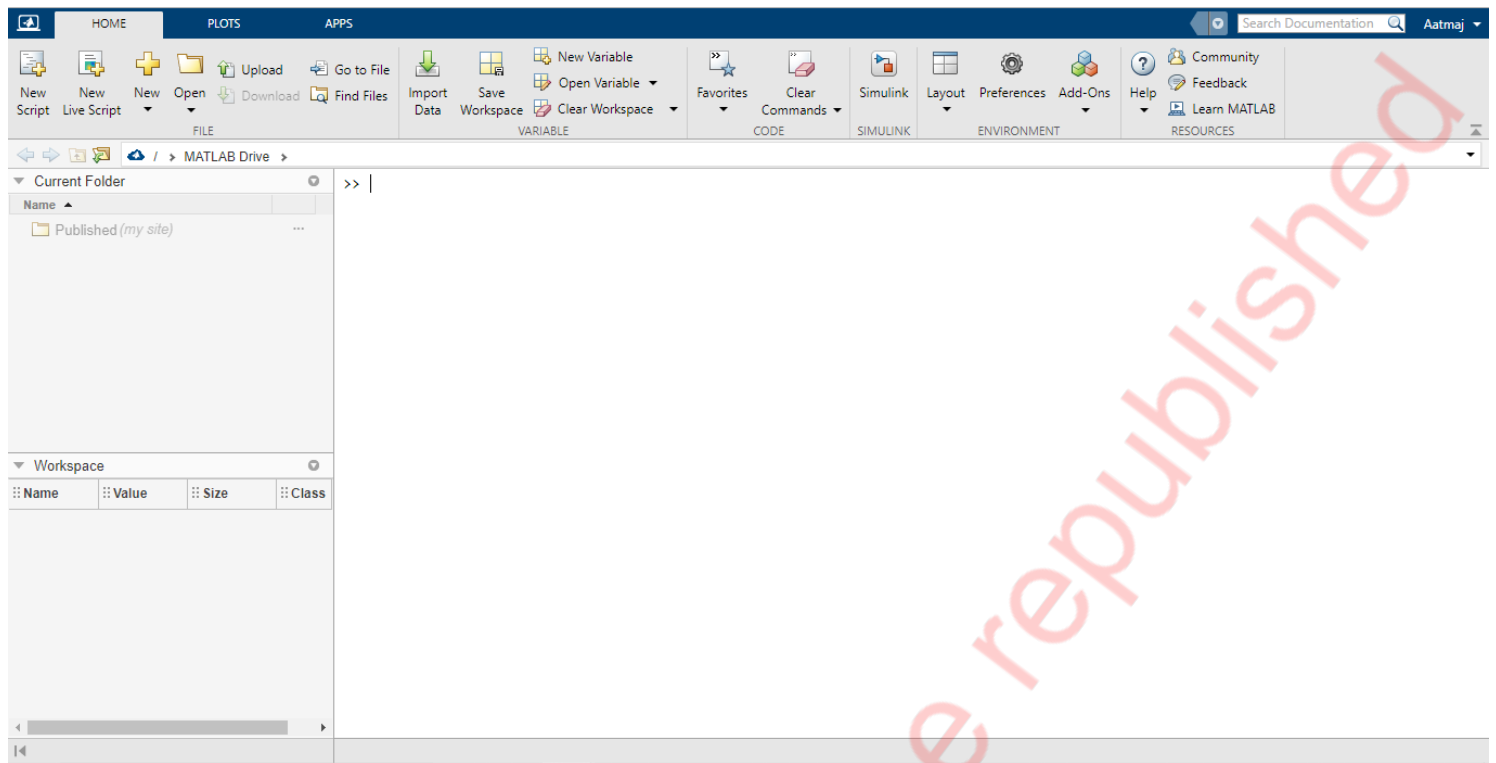 HOME PLOTS APPS Search Documentation Aatmaj
New Script New Live Script New Open Upload Download Go to File Find Files Import Data Save Workspace New Variable Open Variable Clear Workspace Favorites Clear Commands Simulink Layout Preferences Add-Ons Help Community Feedback Learn MATLAB
FILE VARIABLE CODE SIMULINK ENVIRONMENT RESOURCES
/ > MATLAB Drive >
Current Folder
>>
Name
Published (my site) ...
Workspace
Name Value Size Class
e republished